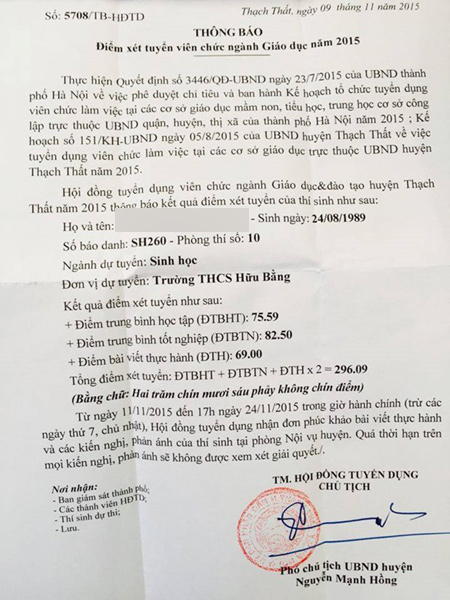 Số: 5708/TB-HĐTD
Thạch Thất, ngày 09 tháng 11 năm 2015
THÔNG BÁO
Điểm xét tuyển viên chức ngành Giáo dục năm 2015
Thực hiện Quyết định số 3446/QĐ-UBND ngày 23/7/2015 của UBND thành
phố Hà Nội về việc phê duyệt chỉ tiêu và ban hành Kế hoạch tổ chức tuyển dụng
viên chức làm việc tại các cơ sở giáo dục mầm non, tiểu học, trung học cơ sở công
lập trực thuộc UBND quận, huyện, thị xã của thành phố Hà Nội năm 2015 ; Kế
hoạch số 151/KH-UBND ngày 05/8/2015 của UBND huyện Thạch Thất về việc
tuyển dụng viên chức làm việc tại các cơ sở giáo dục trực thuộc UBND huyện
Thạch Thất năm 2015.
Hội đồng tuyển dụng viên chức ngành Giáo dục&đào tạo huyện Thạch
Thất năm 2015 thông báo kết quả điểm xét tuyển của thí sinh như sau:
Họ và tên: - Sinh ngày: 24/08/1989
Số báo danh: SH260 - Phòng thi số: 10
Ngành dự tuyển: Sinh học
Đơn vị dự tuyển: Trường THCS Hữu Bằng
Kết quả điểm xét tuyển như sau:
+ Điểm trung bình học tập (ĐTBHT): 75.59
+ Điểm trung bình tốt nghiệp (ĐTBTN): 82.50
+ Điểm bài viết thực hành (ĐTH): 69.00
Tổng điểm xét tuyển: ĐTBHT + ĐTBTN + ĐTH x 2 = 296.09
(Bằng chữ: Hai trăm chín mươi sáu phảy không chín điểm)
Từ ngày 11/11/2015 đến 17h ngày 24/11/2015 trong giờ hành chính (trừ các
ngày thứ 7, chủ nhật), Hội đồng tuyển dụng nhận đơn phúc khảo bài viết thực hành
và các kiến nghị, phản ánh của thí sinh tại phòng Nội vụ huyện. Quá thời hạn trên
mọi kiến nghị, phản ánh sẽ không được xem xét giải quyết./.
Nơi nhận:
- Ban giám sát thành phố;
- Các thành viên HĐTD;
- Thí sinh dự thi;
- Lưu.
TM. HỘI ĐỒNG TUYỂN DỤNG
CHỦ TỊCH
Phó chủ tịch UBND huyện
Nguyễn Mạnh Hồng